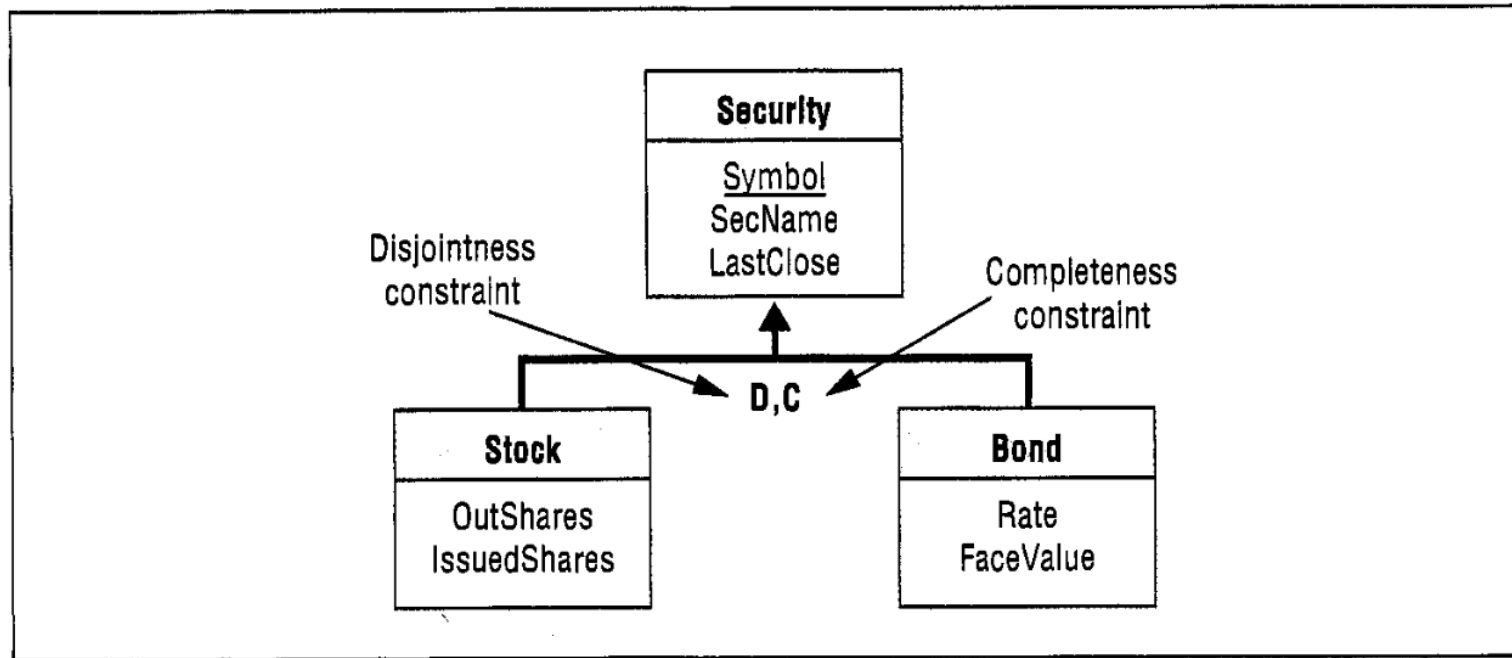 Security
Symbol
SecName
LastClose
Disjointness
constraint
Completeness
constraint
D,C
Stock
OutShares
IssuedShares
Bond
Rate
FaceValue